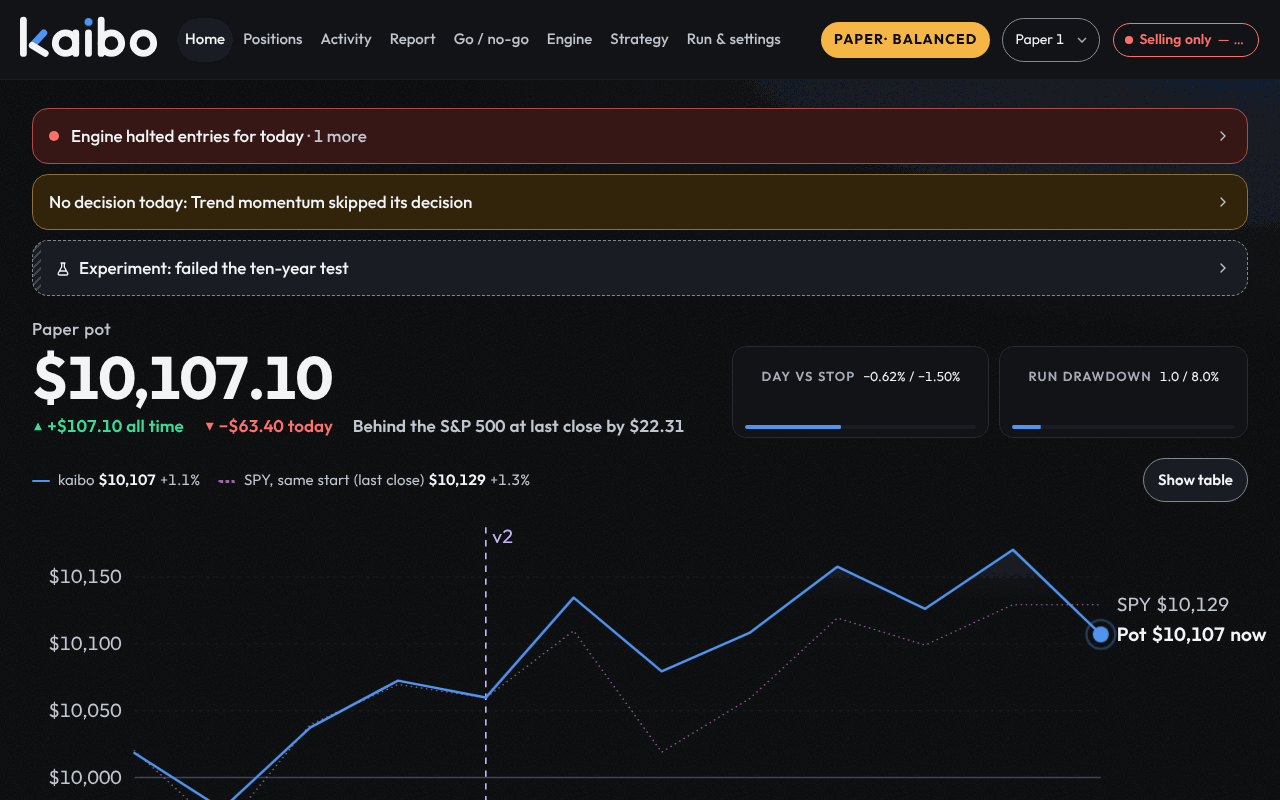 kaibo Home Positions Activity Report Go / no-go Engine Strategy Run & settings PAPER· BALANCED Paper 1 Selling only — …
Engine halted entries for today · 1 more
No decision today: Trend momentum skipped its decision
Experiment: failed the ten-year test
Paper pot
$10,107.10
▲ +$107.10 all time ▼ −$63.40 today Behind the S&P 500 at last close by $22.31
DAY VS STOP −0.62% / −1.50%
RUN DRAWDOWN 1.0 / 8.0%
kaibo $10,107 +1.1% SPY, same start (last close) $10,129 +1.3%
Show table
v2
$10,150
SPY $10,129
Pot $10,107 now
$10,100
$10,050
$10,000